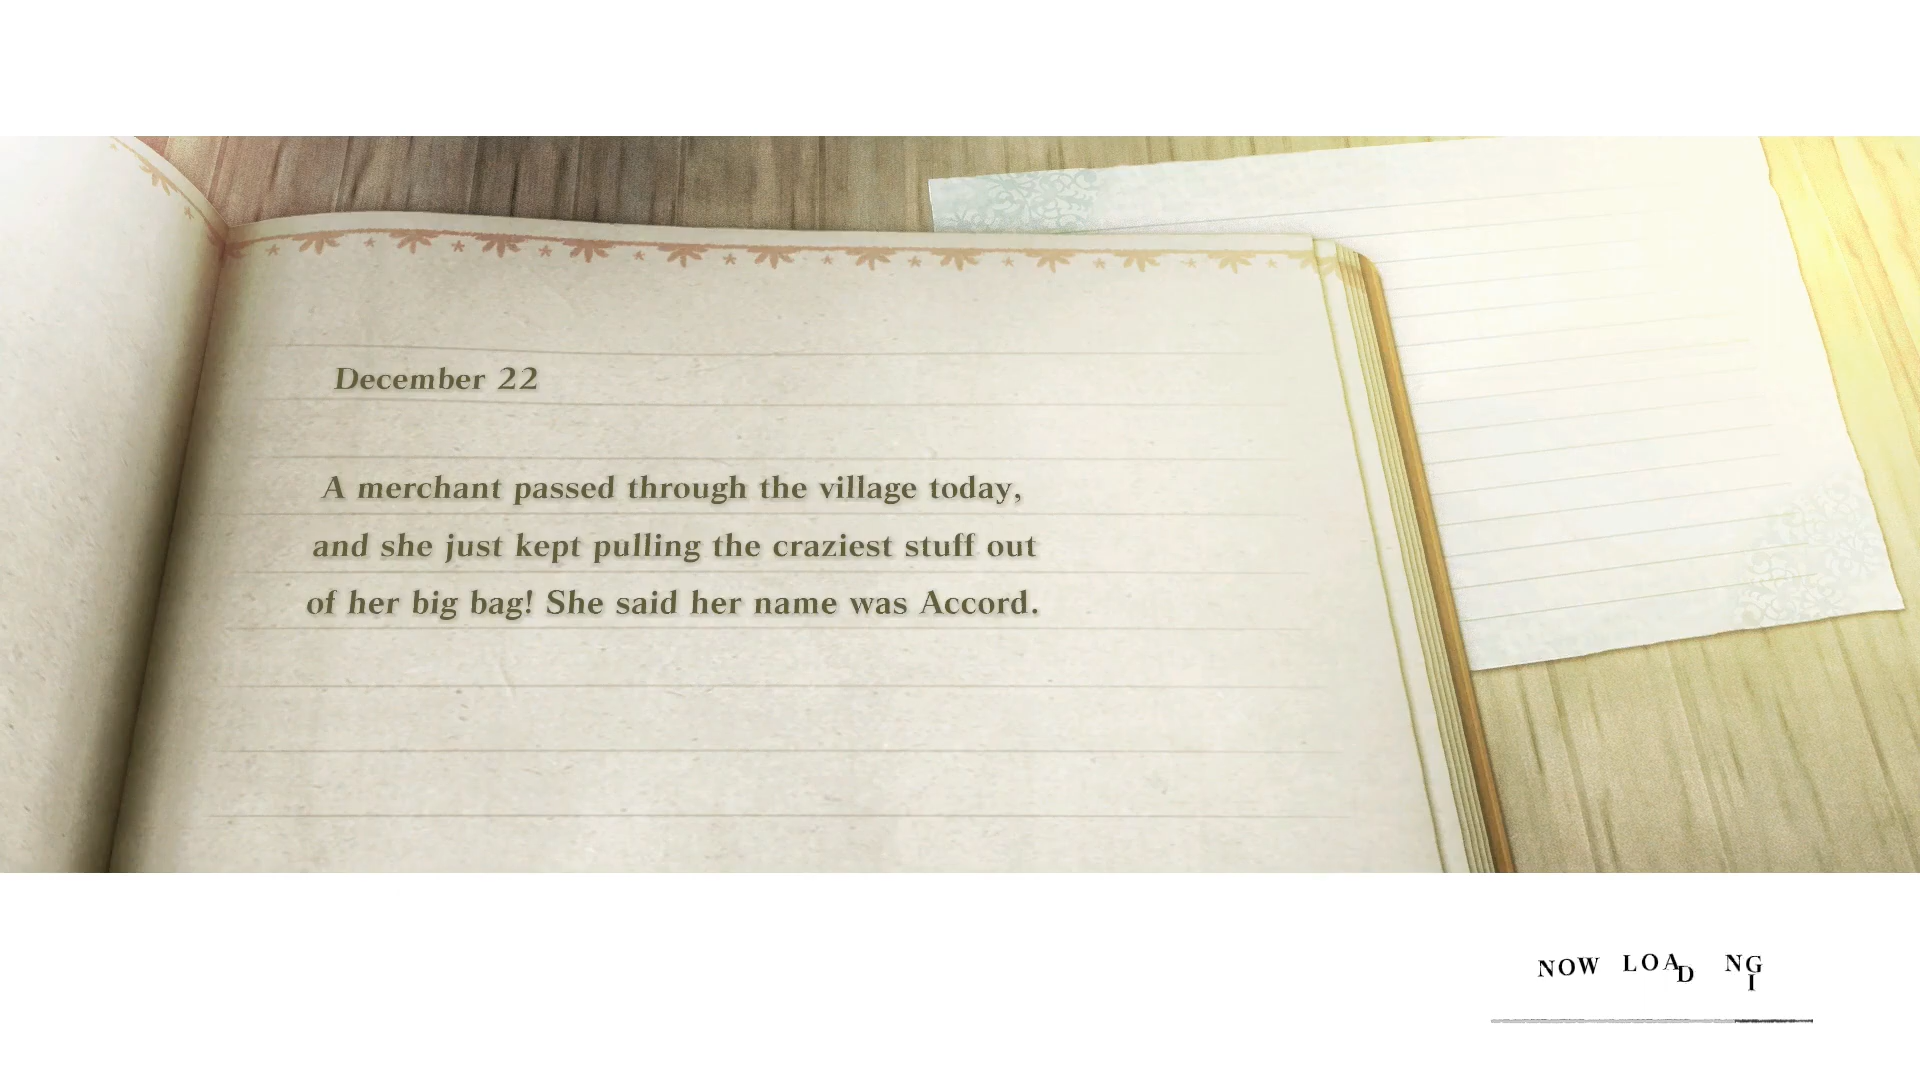 December 22
A merchant passed through the village today,
and she just kept pulling the craziest stuff out
of her big bag! She said her name was Accord.
NOW LOADING